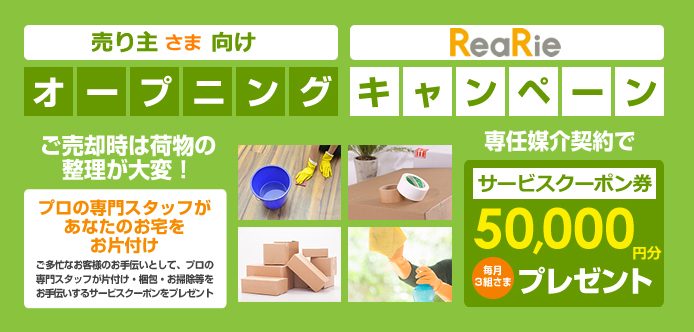 売り主 さま 向け
ReaRie
オープニング
キャンペーン
ご売却時は荷物の
整理が大変！
プロの専門スタッフが
あなたのお宅を
お片付け
ご多忙なお客様のお手伝いとして、プロの
専門スタッフが片付け・梱包・お掃除等を
お手伝いするサービスクーポンをプレゼント
専任媒介契約で
サービスクーポン券
50,000円分
毎月
3組さま
プレゼント